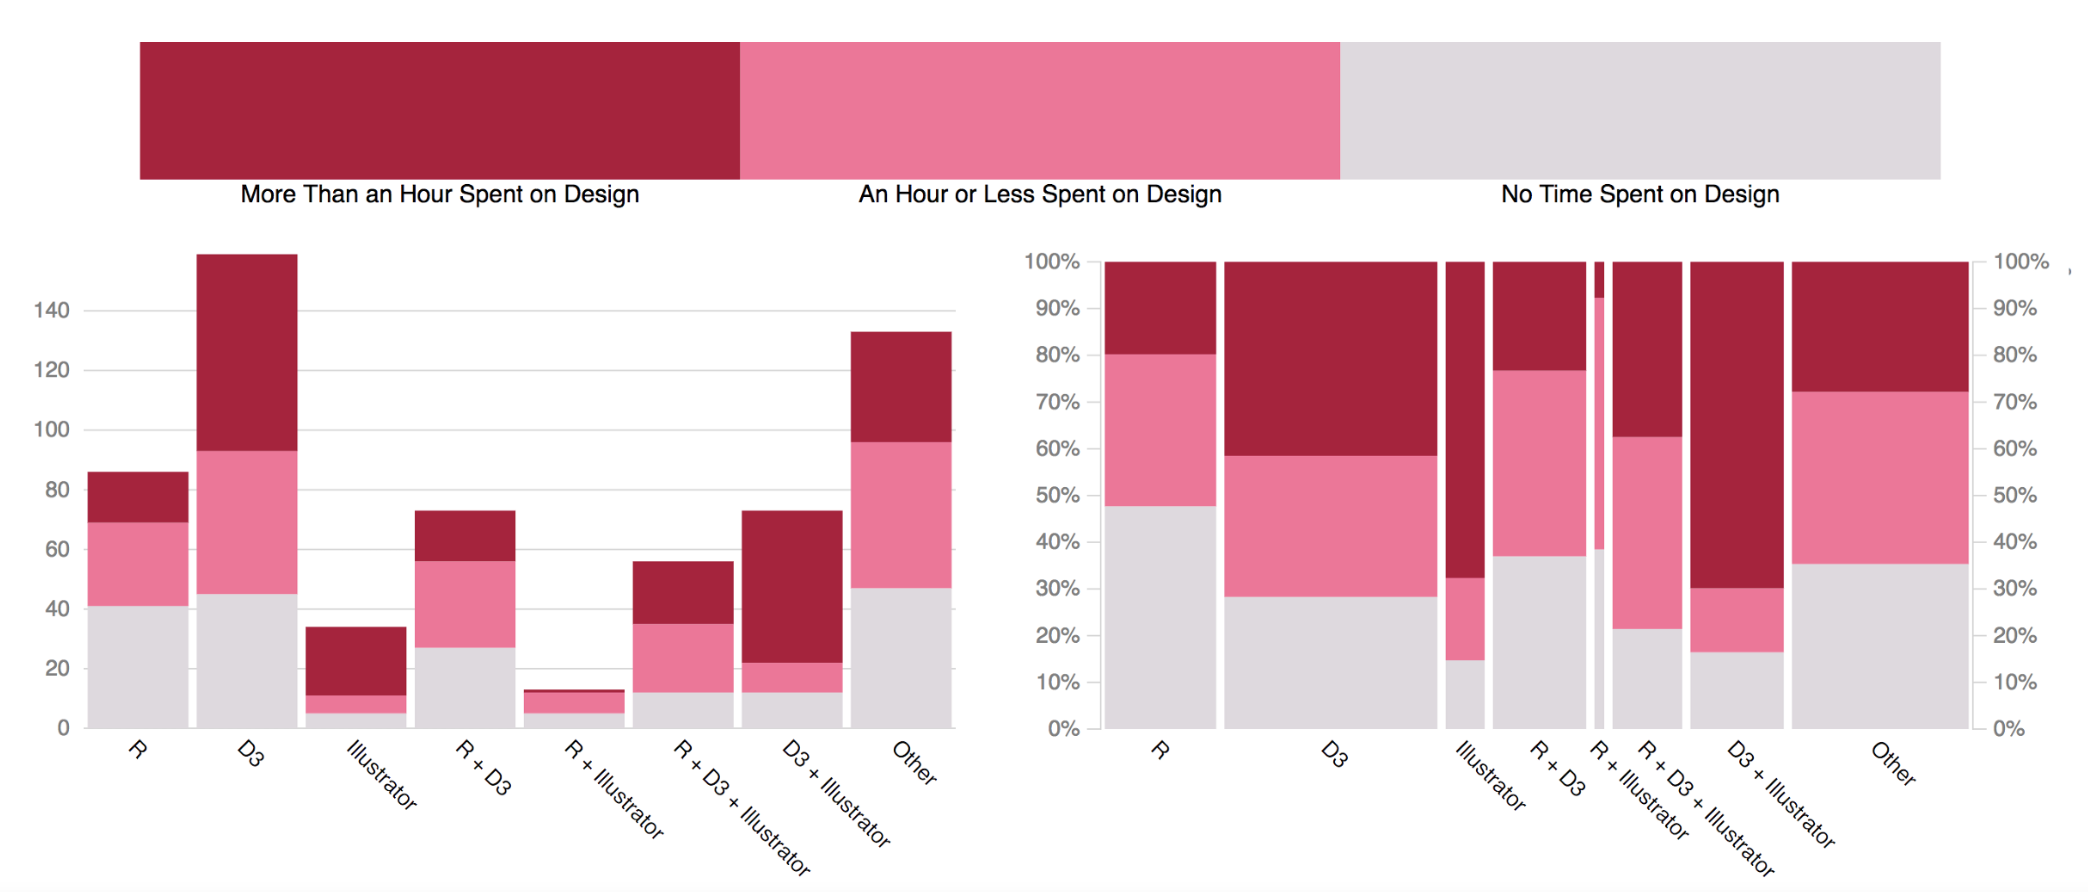 More Than an Hour Spent on Design
An Hour or Less Spent on Design
No Time Spent on Design
140
120
100
80
60
40
20
0
R
D3
Illustrator
R + D3
R + Illustrator
R + D3 + Illustrator
D3 + Illustrator
Other
100%
90%
80%
70%
60%
50%
40%
30%
20%
10%
0%
R
D3
Illustrator
R + D3
R + Illustrator
R + D3 + Illustrator
D3 + Illustrator
Other
100%
90%
80%
70%
60%
50%
40%
30%
20%
10%
0%